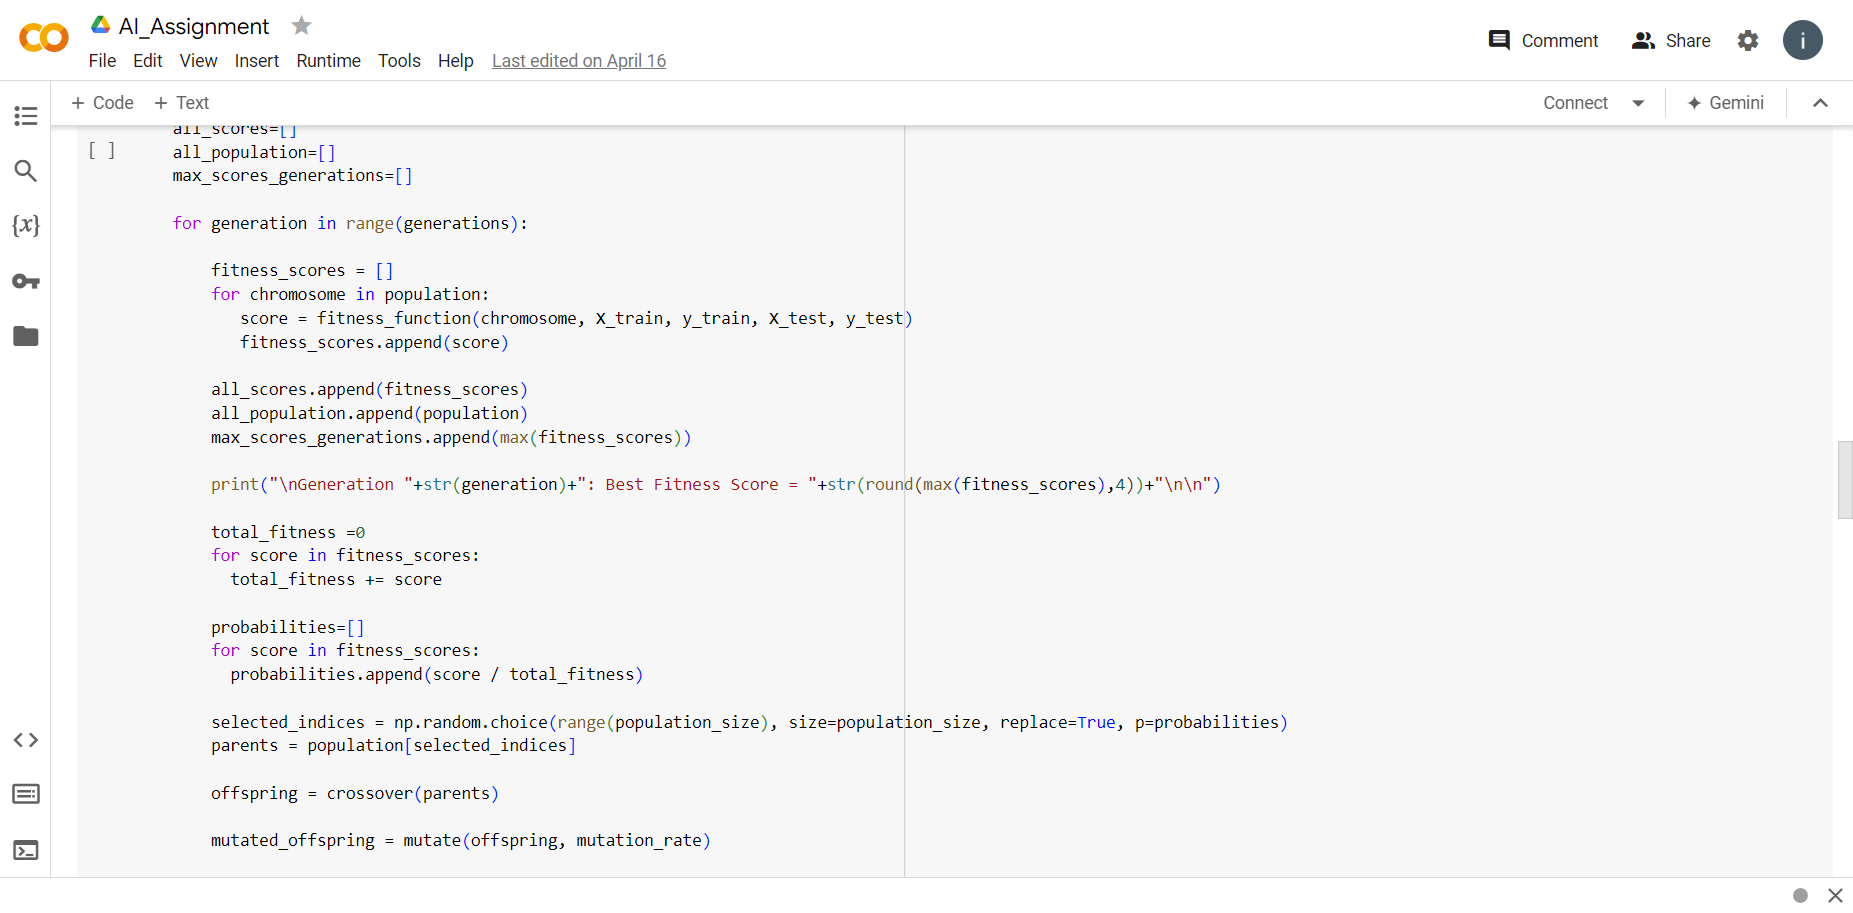 AI_Assignment
File Edit View Insert Runtime Tools Help Last edited on April 16
Comment Share i
+ Code + Text Connect Gemini
all_scores=[]
[ ] all_population=[]
max_scores_generations=[]
for generation in range(generations):
fitness_scores = []
for chromosome in population:
score = fitness_function(chromosome, X_train, y_train, X_test, y_test)
fitness_scores.append(score)
all_scores.append(fitness_scores)
all_population.append(population)
max_scores_generations.append(max(fitness_scores))
print("\nGeneration "+str(generation)+": Best Fitness Score = "+str(round(max(fitness_scores),4))+"\n\n")
total_fitness =0
for score in fitness_scores:
total_fitness += score
probabilities=[]
for score in fitness_scores:
probabilities.append(score / total_fitness)
selected_indices = np.random.choice(range(population_size), size=population_size, replace=True, p=probabilities)
parents = population[selected_indices]
offspring = crossover(parents)
mutated_offspring = mutate(offspring, mutation_rate)